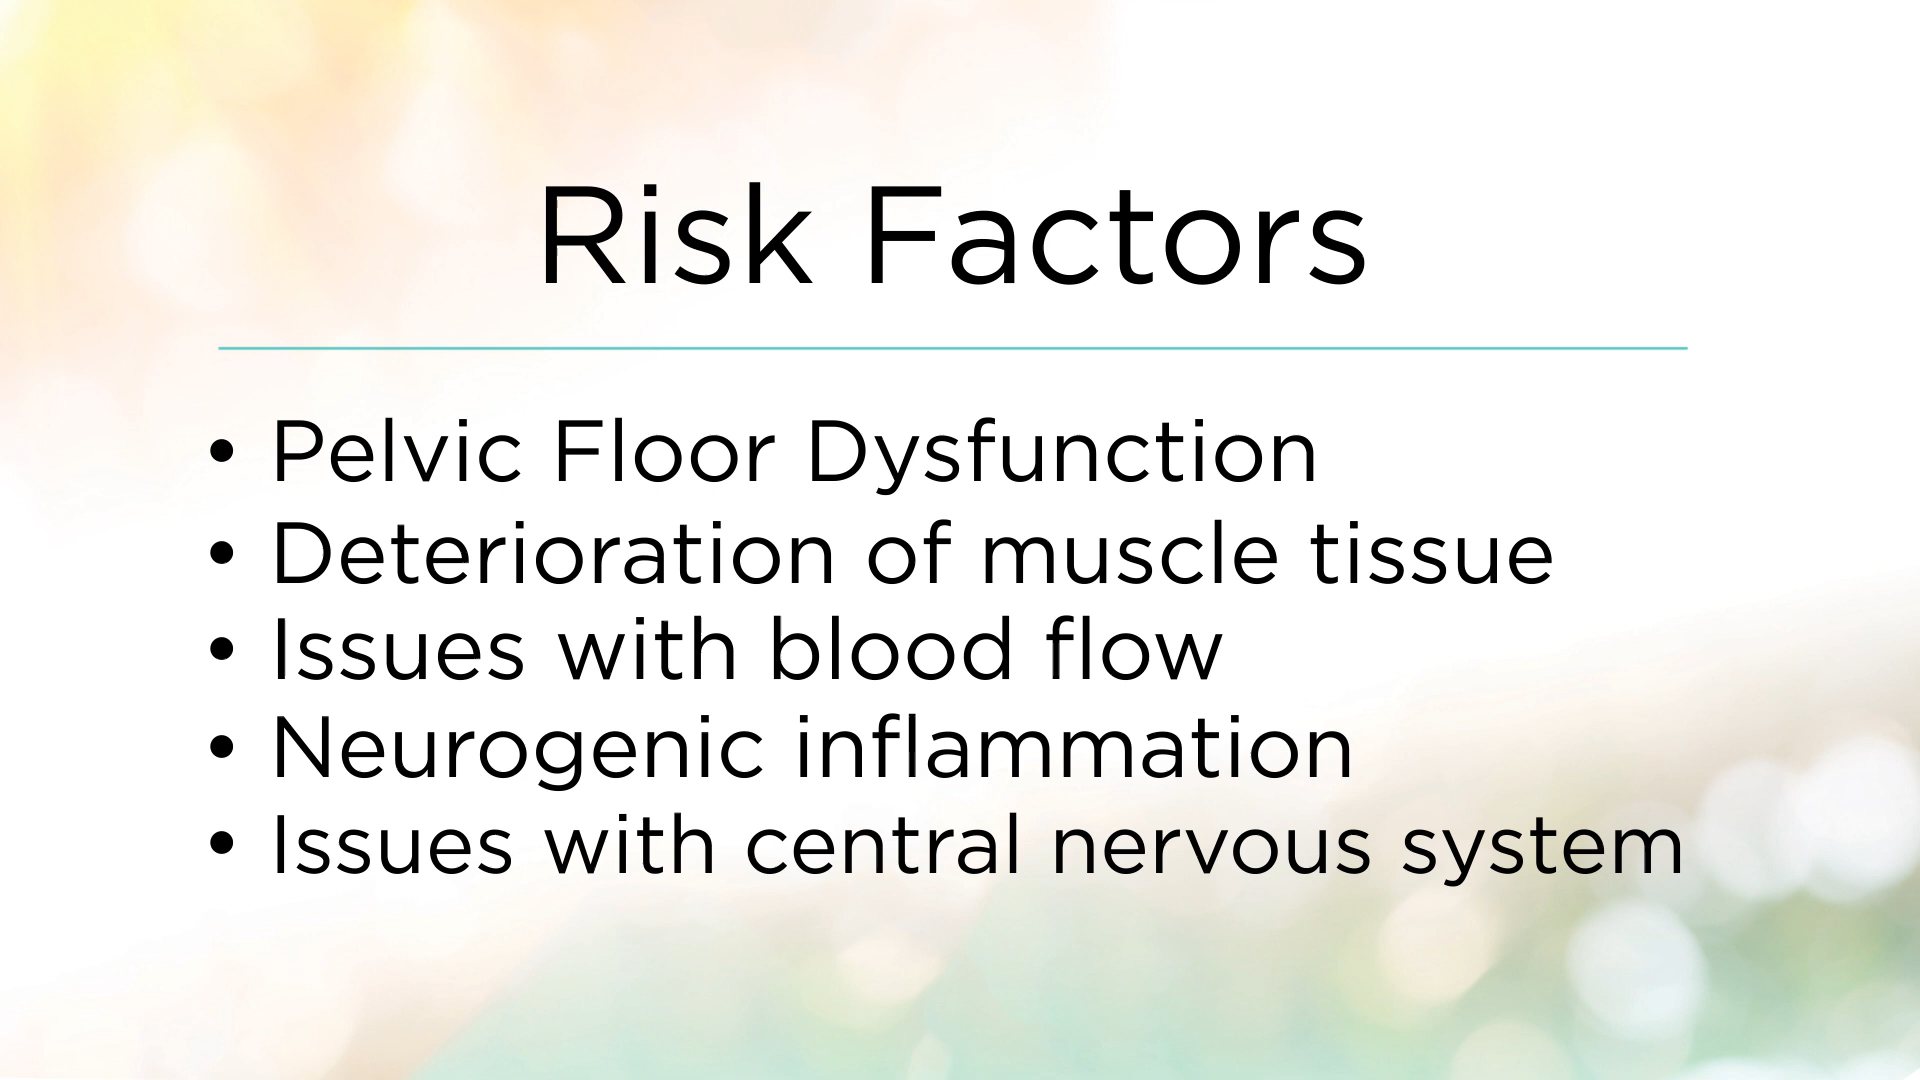 Risk Factors
• Pelvic Floor Dysfunction
• Deterioration of muscle tissue
• Issues with blood flow
• Neurogenic inflammation
• Issues with central nervous system